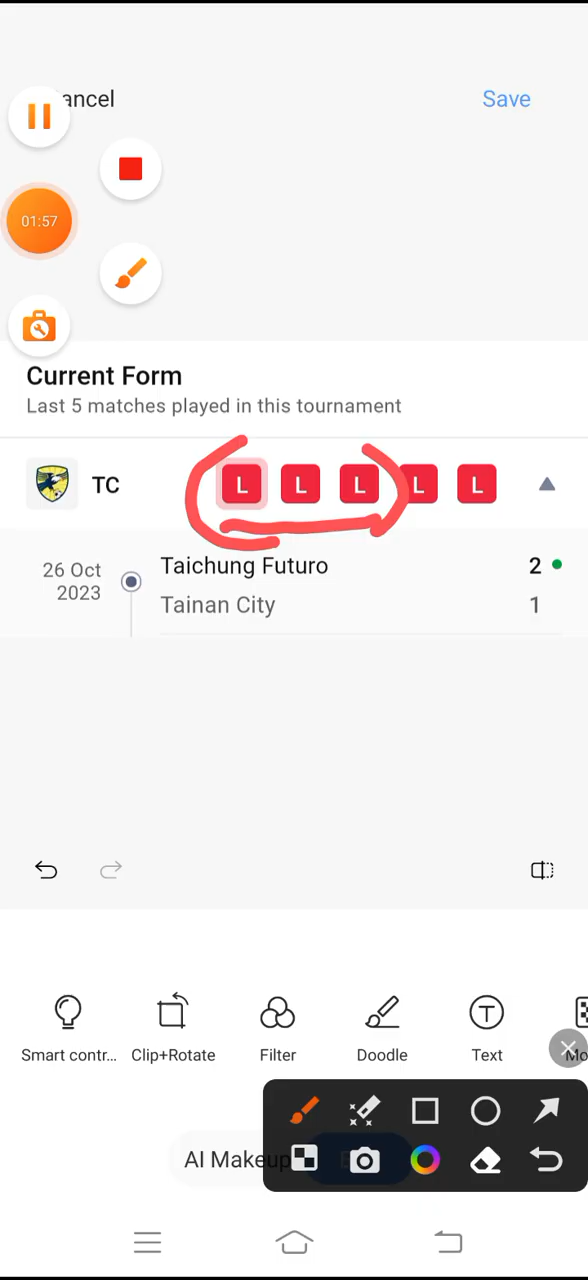 ancel
Save
01:57
Current Form
Last 5 matches played in this tournament
TC
L L L L L
26 Oct
2023
Taichung Futuro
2
Tainan City
1
Smart contr...
Clip+Rotate
Filter
Doodle
Text
Mo
AI Makeup